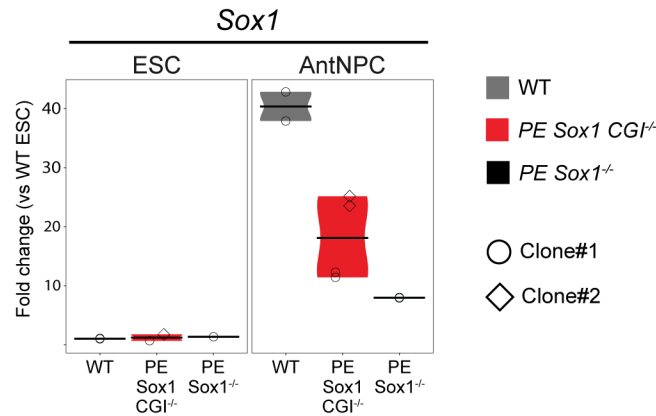 Sox1
ESC
AntNPC
Fold change (vs WT ESC)
40
30
20
10
WT
PE
Sox1
CGI-/-
PE
Sox1-/-
WT
PE
Sox1
CGI-/-
PE
Sox1-/-
WT
PE Sox1 CGI-/-
PE Sox1-/-
Clone#1
Clone#2